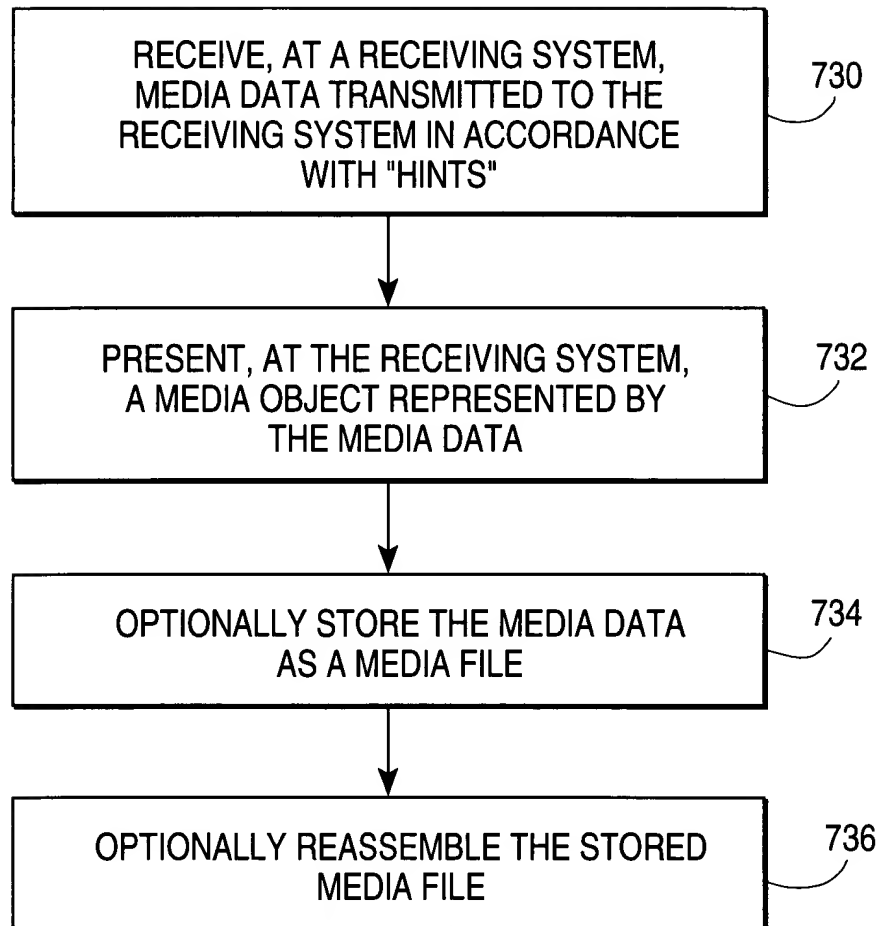 RECEIVE, AT A RECEIVING SYSTEM,
MEDIA DATA TRANSMITTED TO THE
RECEIVING SYSTEM IN ACCORDANCE
WITH "HINTS"
730
PRESENT, AT THE RECEIVING SYSTEM,
A MEDIA OBJECT REPRESENTED BY
THE MEDIA DATA
732
OPTIONALLY STORE THE MEDIA DATA
AS A MEDIA FILE
734
OPTIONALLY REASSEMBLE THE STORED
MEDIA FILE
736